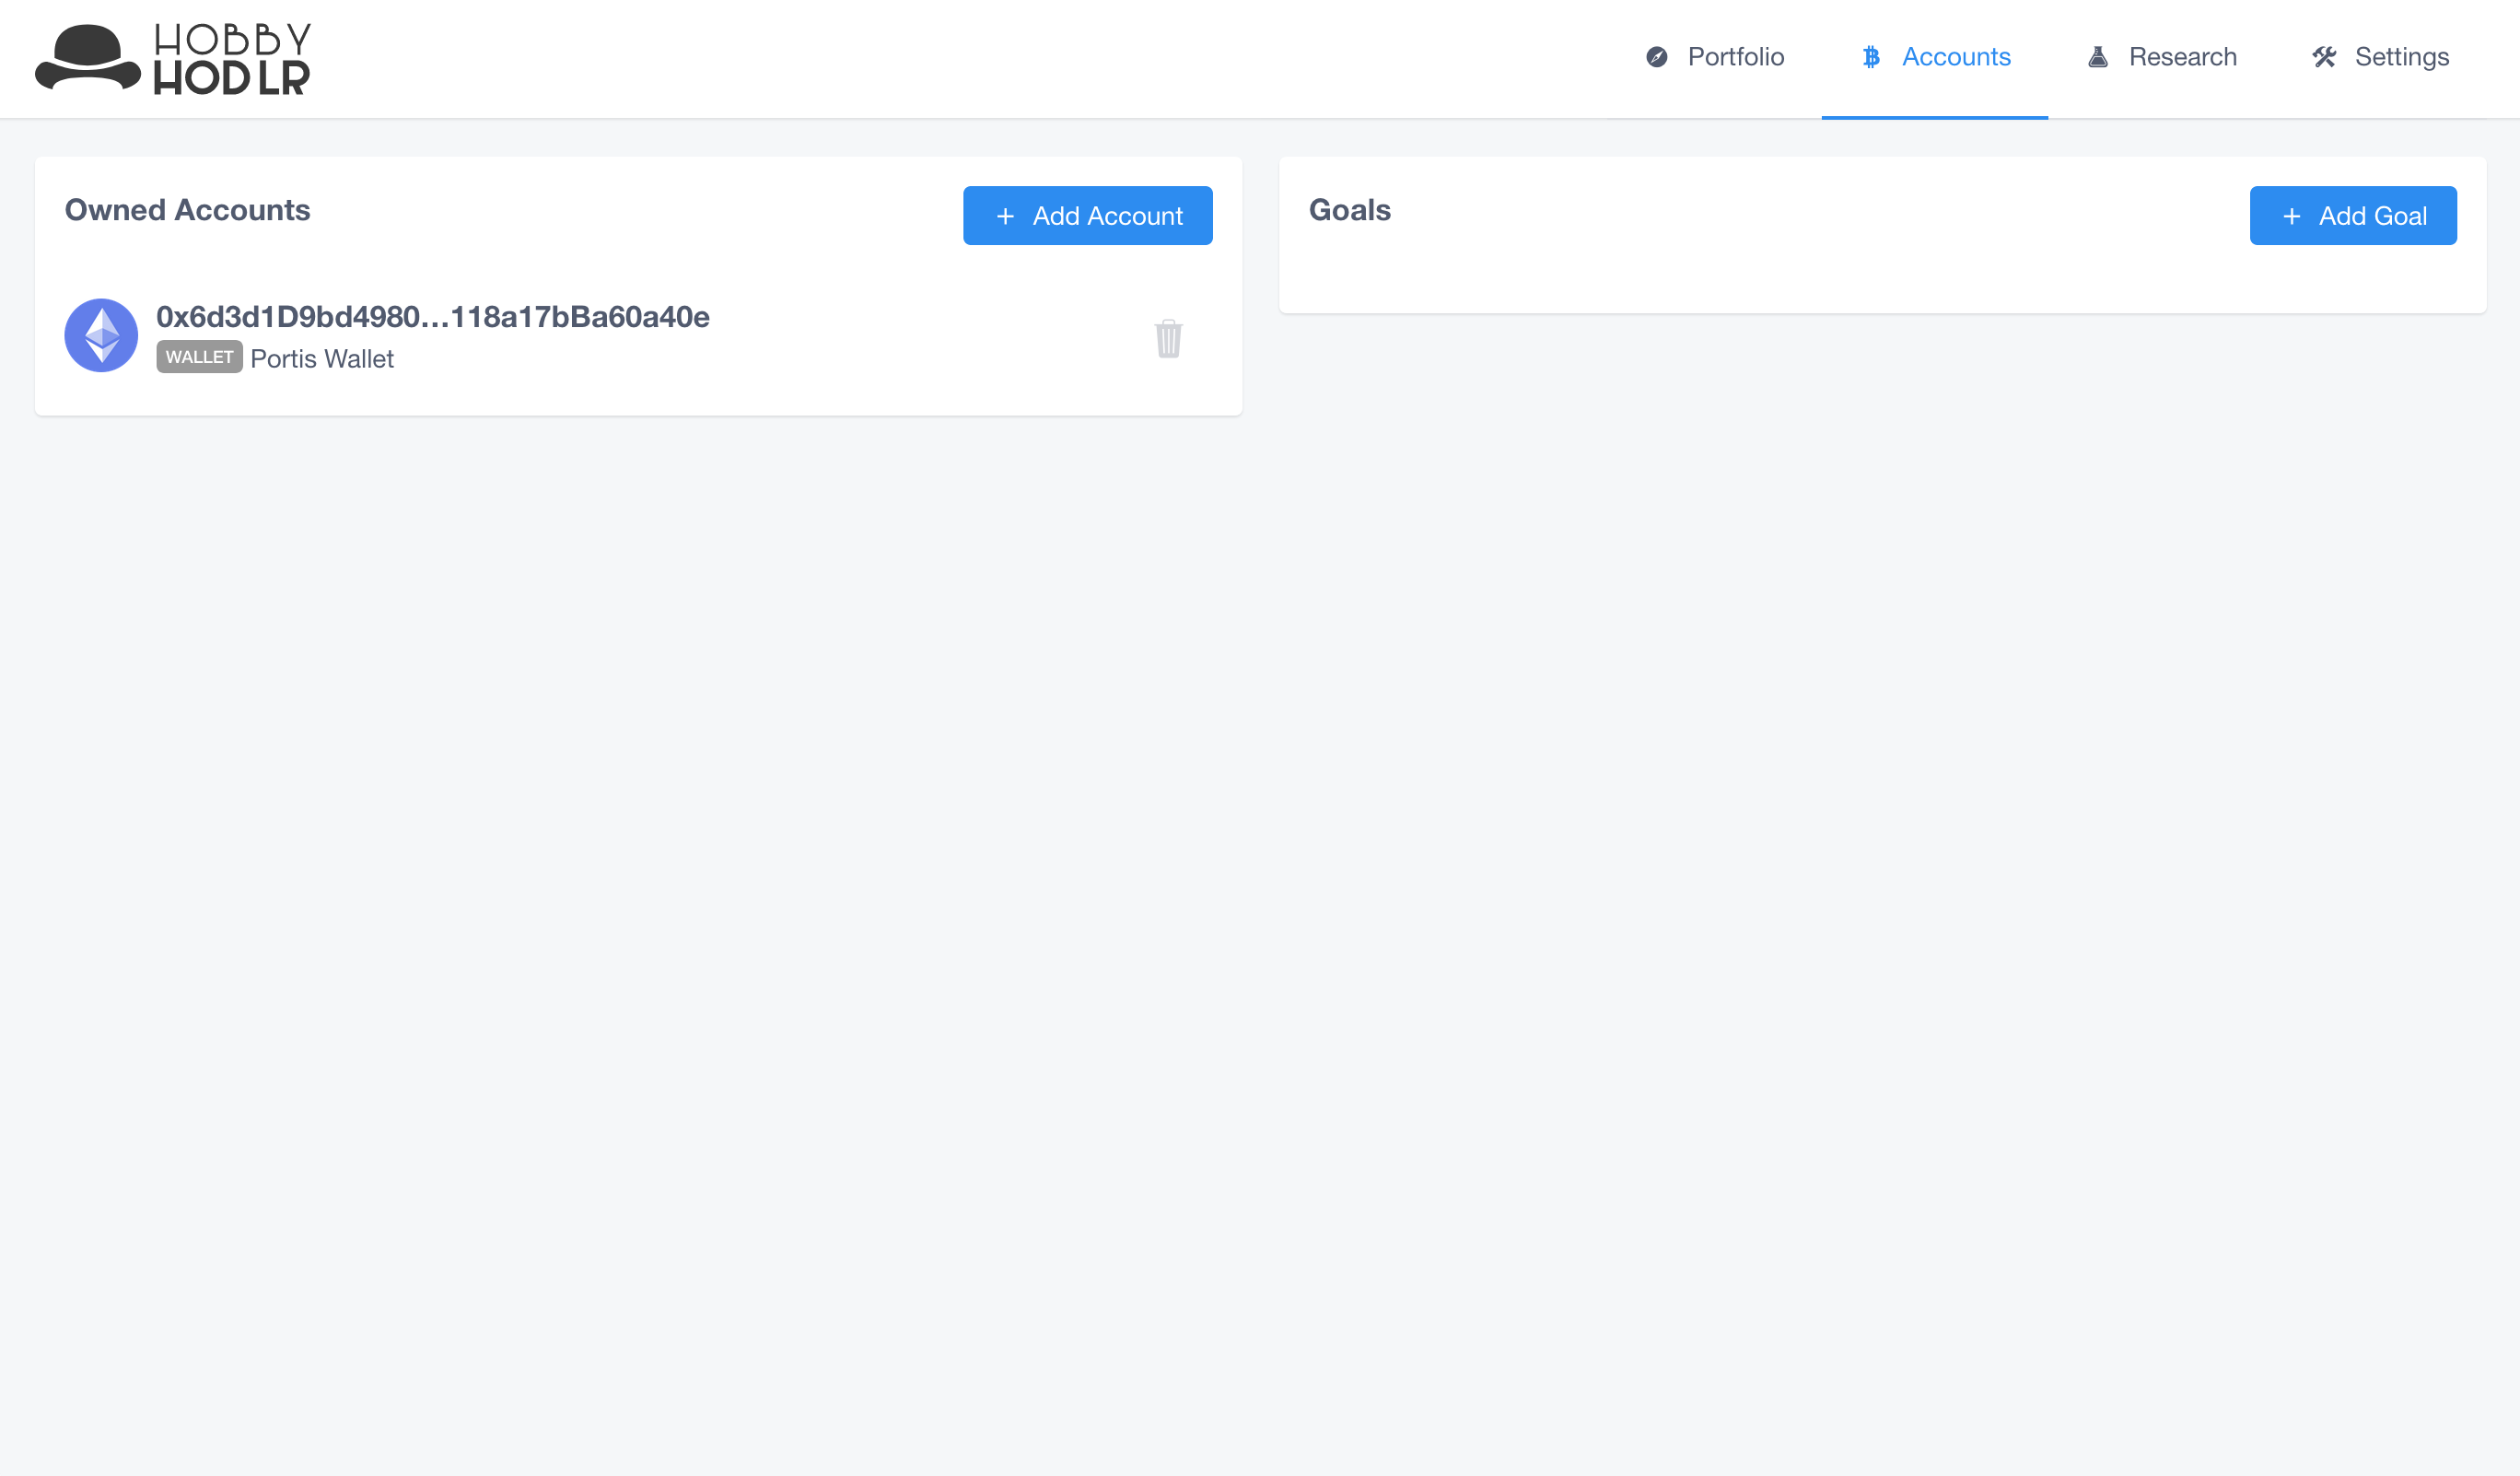 HOBBY
HODLR
Portfolio
Accounts
Research
Settings
Owned Accounts
+ Add Account
0x6d3d1D9bd4980...118a17bBa60a40e
WALLET Portis Wallet
Goals
+ Add Goal